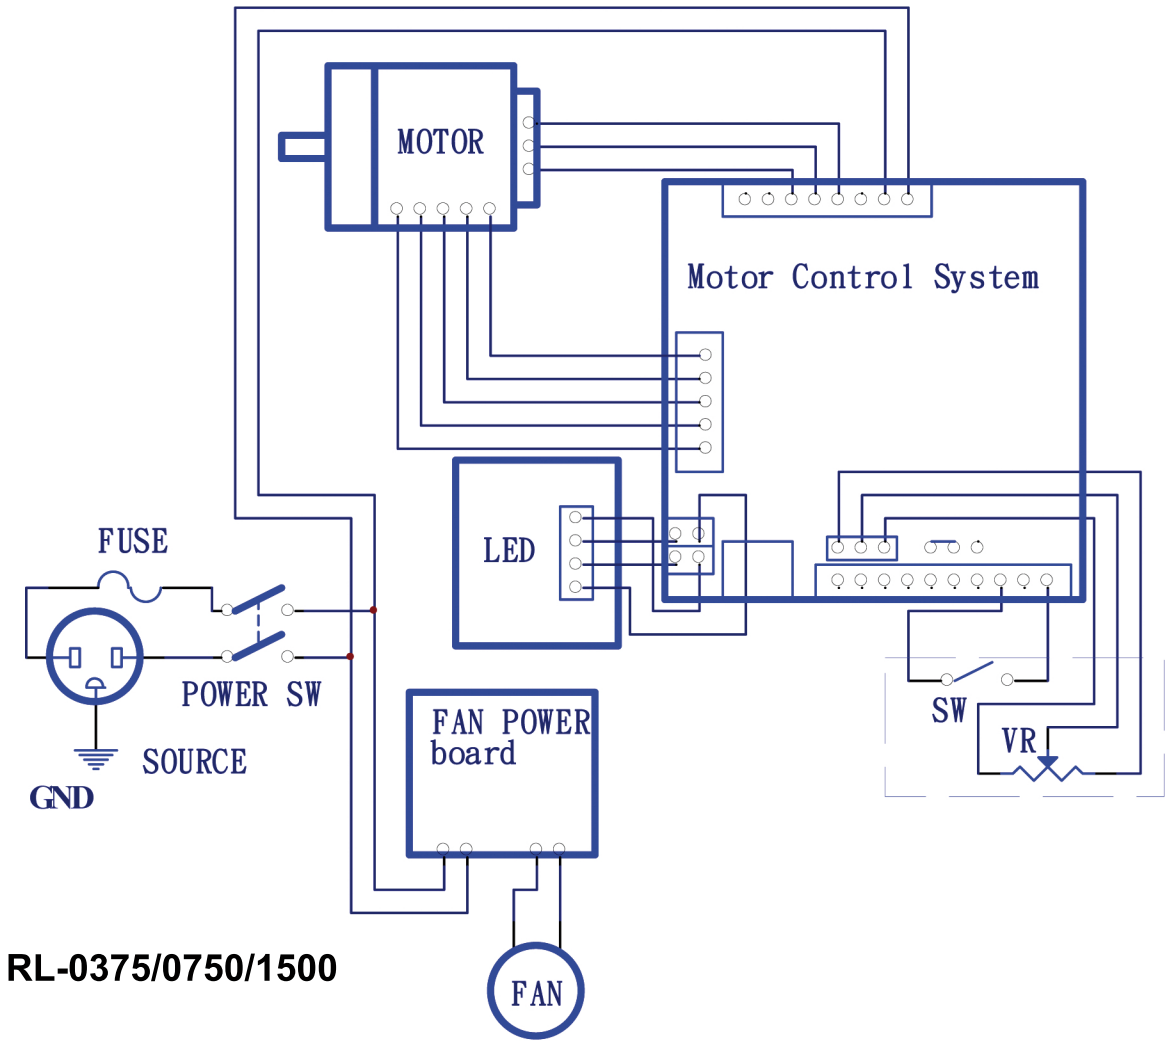 MOTOR
Motor Control System
LED
FUSE
POWER SW
SW
FAN POWER
board
VR
SOURCE
GND
RL-0375/0750/1500
FAN